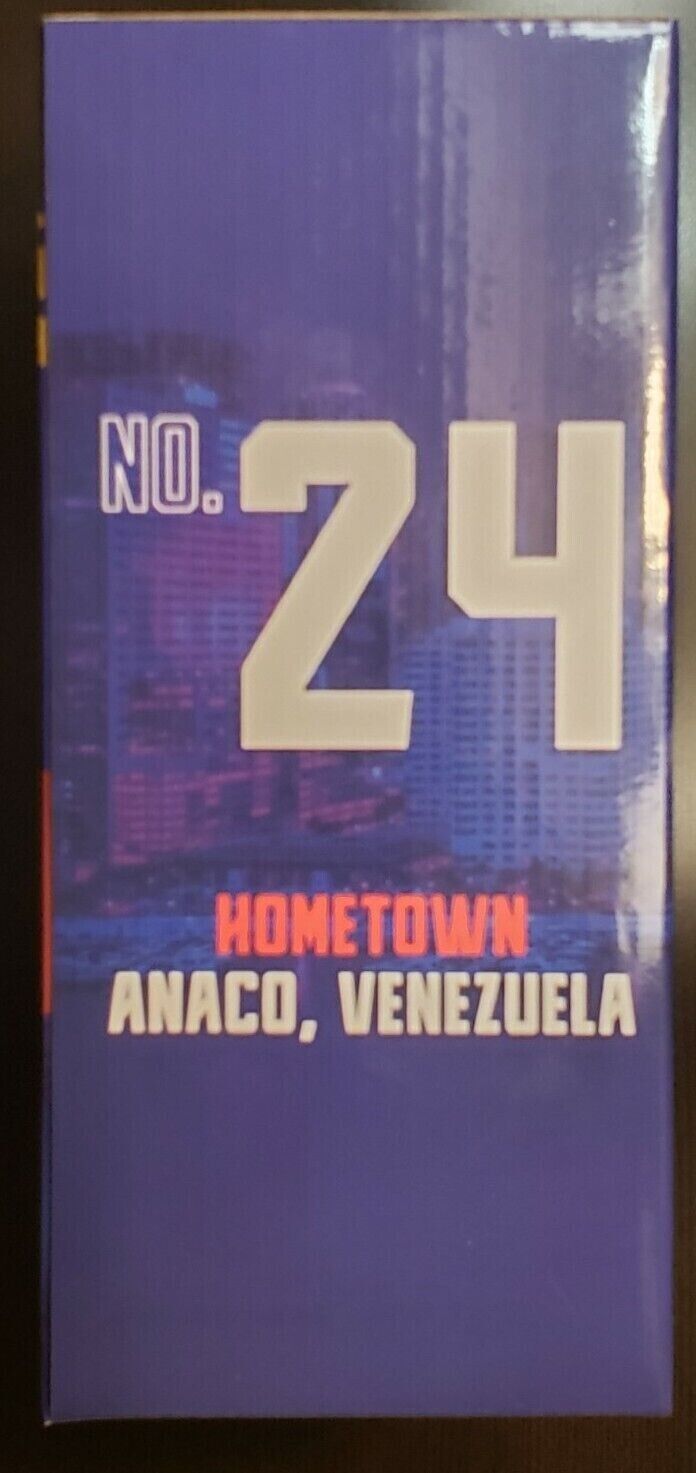 NO. 24
HOMETOWN
ANACO, VENEZUELA